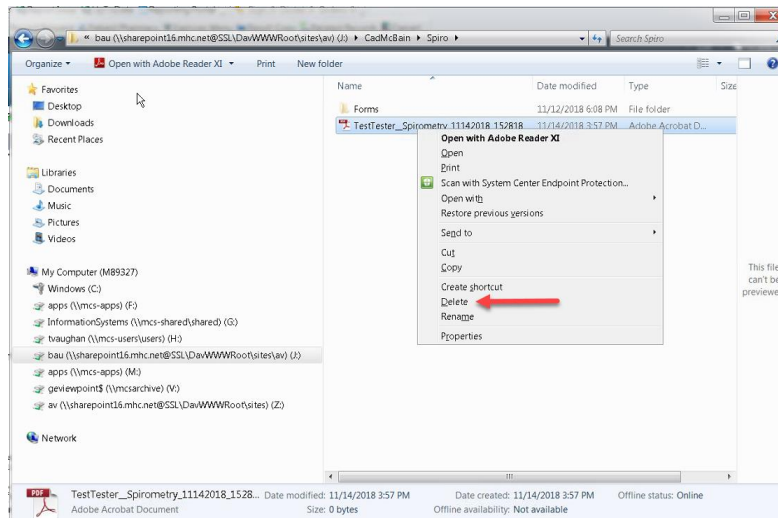 « bau (\\sharepoint16.mhc.net@SSL\DavWWWRoot\sites\av) (J:) ▸ CadMcBain ▸ Spiro ▸
Search Spiro
Organize ▾ Open with Adobe Reader XI ▾ Print New folder
Favorites
Desktop
Downloads
Recent Places
Libraries
Documents
Music
Pictures
Videos
My Computer (M89327)
Windows (C:)
apps (\\mcs-apps) (F:)
InformationSystems (\\mcs-shared\shared) (G:)
tvaughan (\\mcs-users\users) (H:)
bau (\\sharepoint16.mhc.net@SSL\DavWWWRoot\sites\av) (J:)
apps (\\mcs-apps) (M:)
geviewpoint$ (\\mcsarchive) (V:)
av (\\sharepoint16.mhc.net@SSL\DavWWWRoot\sites) (Z:)
Network
Name Date modified Type Size
Forms 11/12/2018 6:08 PM File folder
TestTester__Spirometry_11142018_152818 11/14/2018 3:57 PM Adobe Acrobat D...
Open with Adobe Reader XI
Open
Print
Scan with System Center Endpoint Protection...
Open with
Restore previous versions
Send to
Cut
Copy
Create shortcut
Delete
Rename
Properties
This file
can't be
previewe
PDF
TestTester__Spirometry_11142018_1528... Date modified: 11/14/2018 3:57 PM Date created: 11/14/2018 3:57 PM Offline status: Online
Adobe Acrobat Document Size: 0 bytes Offline availability: Not available